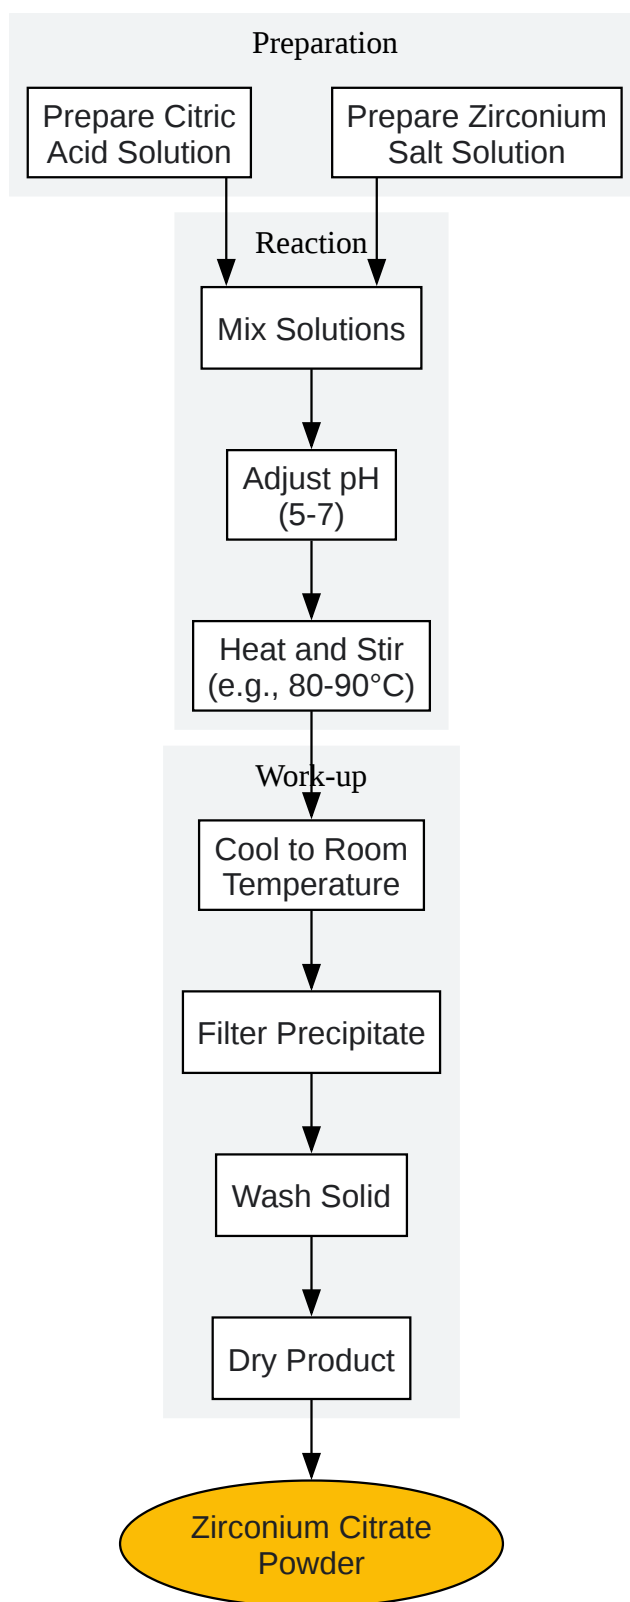 Preparation
Prepare Citric
Acid Solution
Prepare Zirconium
Salt Solution
Reaction
Mix Solutions
Adjust pH
(5-7)
Heat and Stir
(e.g., 80-90°C)
Work-up
Cool to Room
Temperature
Filter Precipitate
Wash Solid
Dry Product
Zirconium Citrate
Powder